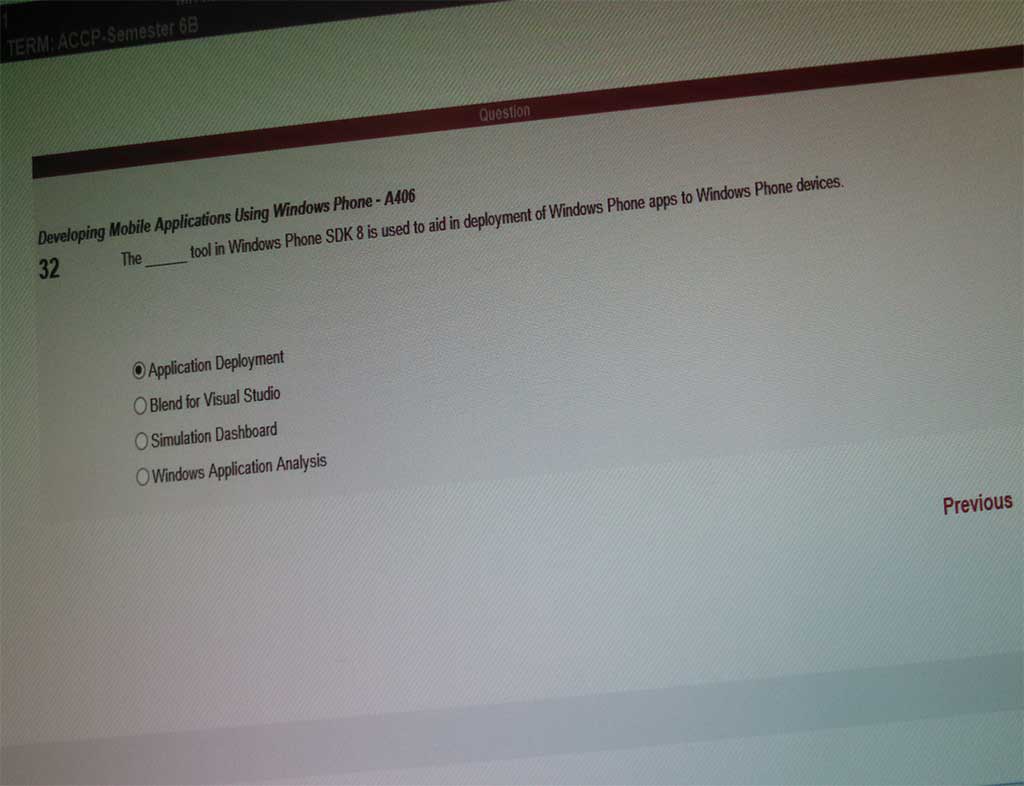 1
TERM: ACCP-Semester 6B
Question
Developing Mobile Applications Using Windows Phone - A406
32 The ______ tool in Windows Phone SDK 8 is used to aid in deployment of Windows Phone apps to Windows Phone devices.
Application Deployment
Blend for Visual Studio
Simulation Dashboard
Windows Application Analysis
Previous